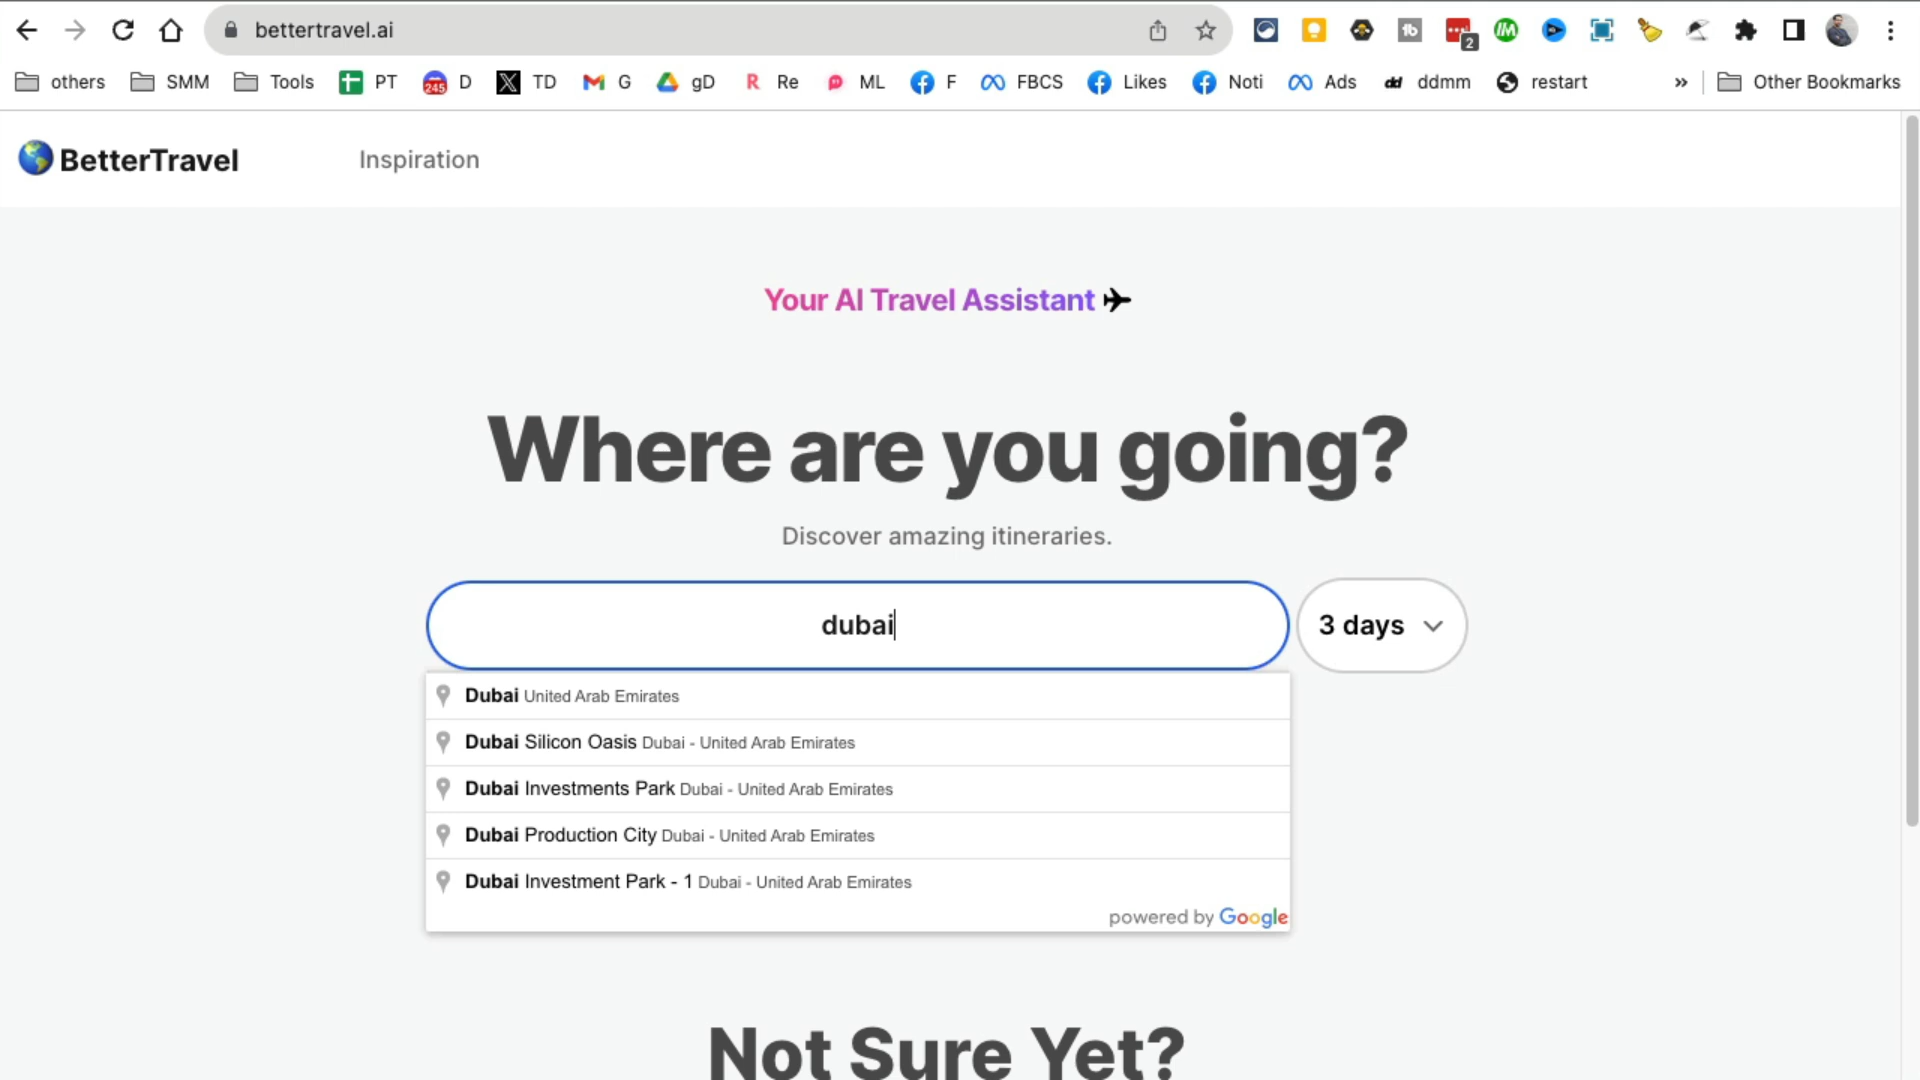 bettertravel.ai
2
others SMM Tools PT 245 D TD G gD Re ML F FBCS Likes Noti Ads dd ddmm restart » Other Bookmarks
BetterTravel Inspiration
Your AI Travel Assistant
Where are you going?
Discover amazing itineraries.
dubai 3 days
Dubai United Arab Emirates
Dubai Silicon Oasis Dubai - United Arab Emirates
Dubai Investments Park Dubai - United Arab Emirates
Dubai Production City Dubai - United Arab Emirates
Dubai Investment Park - 1 Dubai - United Arab Emirates
powered by Google
Not Sure Yet?